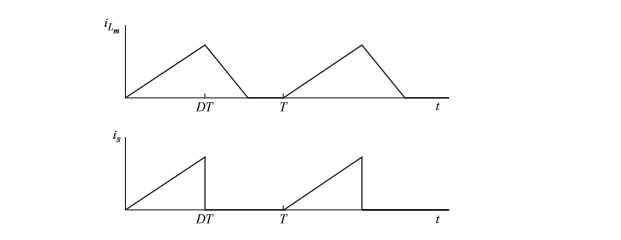 i_{L_m}
DT T t
i_s
DT T t